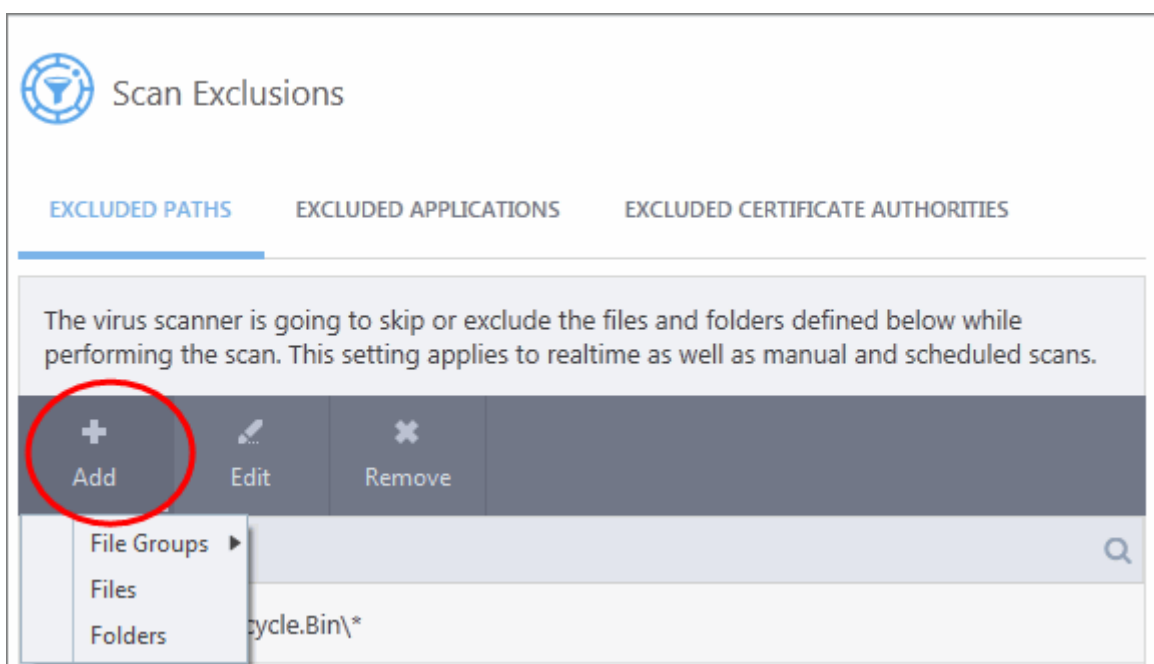 Scan Exclusions
EXCLUDED PATHS EXCLUDED APPLICATIONS EXCLUDED CERTIFICATE AUTHORITIES
The virus scanner is going to skip or exclude the files and folders defined below while
performing the scan. This setting applies to realtime as well as manual and scheduled scans.
Add Edit Remove
File Groups
Files
Folders
cycle.Bin\*